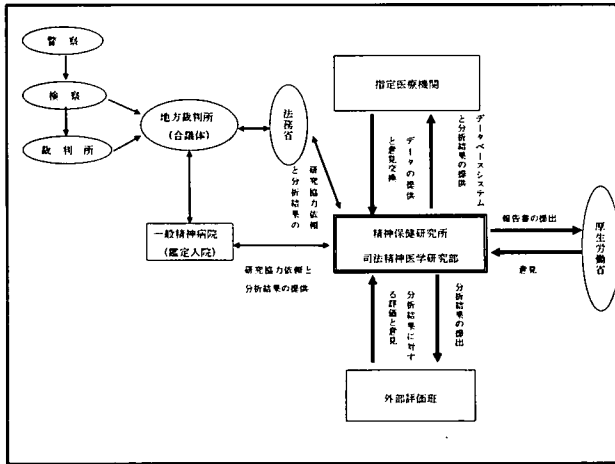 警 察
検 察
裁 判 所
地方裁判所
(合議体)
法務省
指定医療機関
データの提供
と意見交換
データベースシステム
と分析結果の提供
研究協力依頼
と分析結果の
一般精神病院
(鑑定入院)
研究協力依頼と
分析結果の提供
精神保健研究所
司法精神医学研究部
報告書の提出
意見
厚生労働省
分析結果に対す
る評価と意見
分析結果の提出
外部評価班